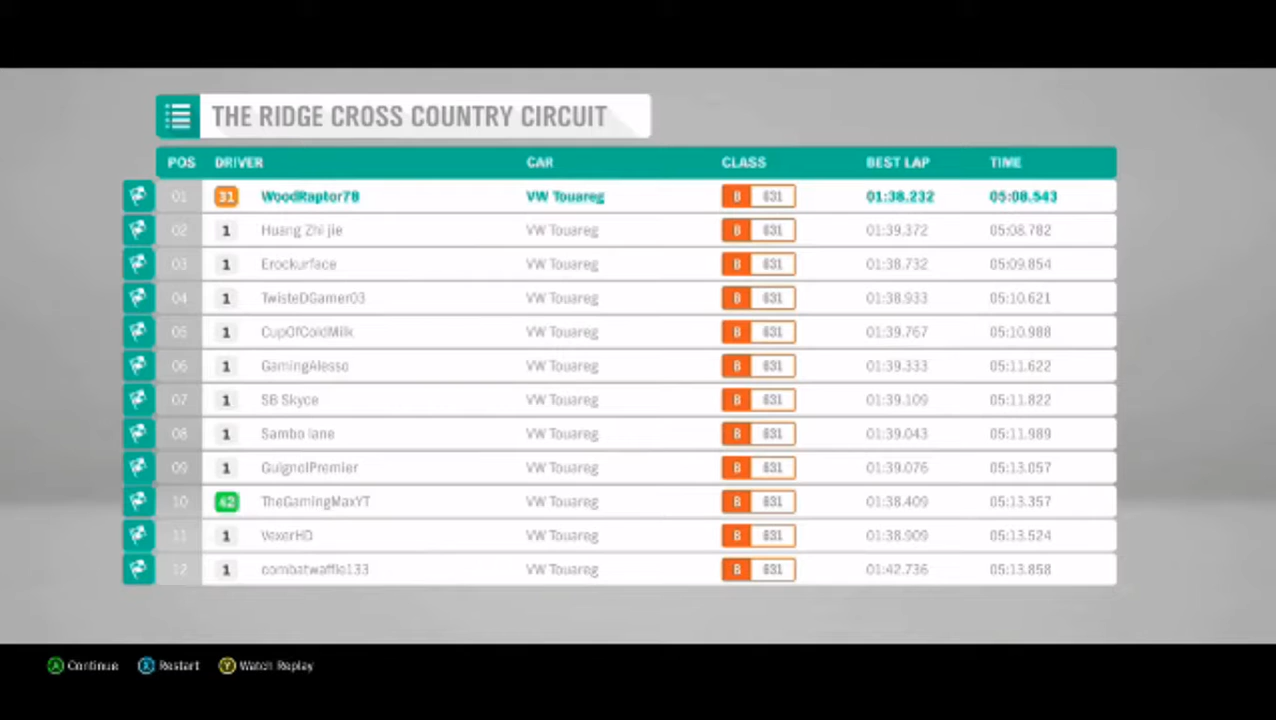 THE RIDGE CROSS COUNTRY CIRCUIT
POS DRIVER CAR CLASS BEST LAP TIME
01 31 WoodRaptor78 VW Touareg B 631 01:38.232 05:08.543
02 1 Huang Zhi jie VW Touareg B 631 01:39.372 05:08.782
03 1 Erockurface VW Touareg B 631 01:38.732 05:09.854
04 1 TwisteDGamer03 VW Touareg B 631 01:38.933 05:10.621
05 1 CupOfColdMilk VW Touareg B 631 01:39.767 05:10.988
06 1 GamingAlesso VW Touareg B 631 01:39.333 05:11.622
07 1 SB Skyce VW Touareg B 631 01:39.109 05:11.822
08 1 Sambo lane VW Touareg B 631 01:39.043 05:11.989
09 1 GuignolPremier VW Touareg B 631 01:39.076 05:13.057
10 42 TheGamingMaxYT VW Touareg B 631 01:38.409 05:13.357
11 1 VexerHD VW Touareg B 631 01:38.909 05:13.524
12 1 combatwaffle133 VW Touareg B 631 01:42.736 05:13.858
A Continue X Restart Y Watch Replay